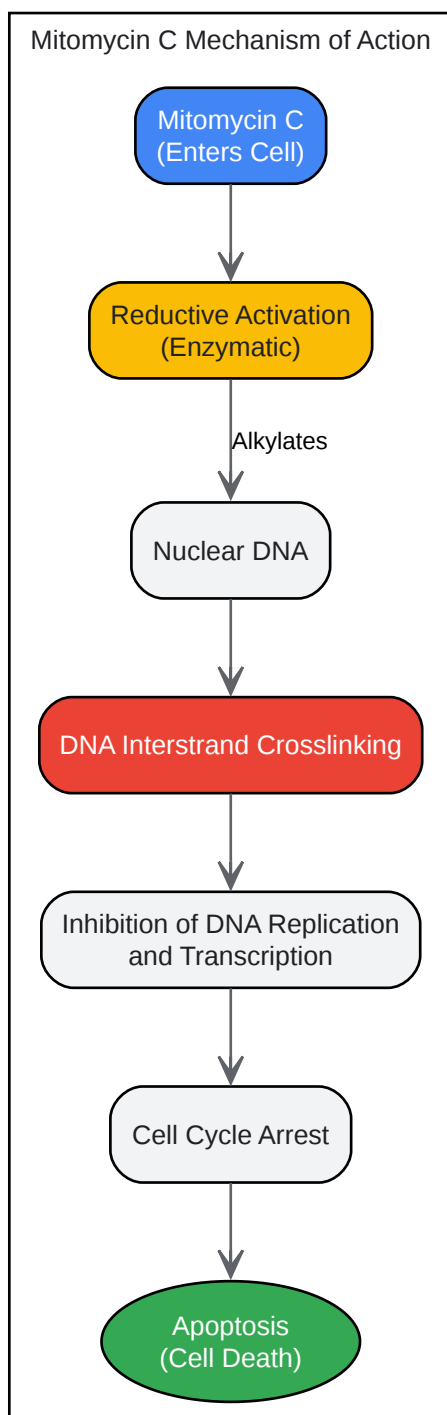 Mitomycin C Mechanism of Action
Mitomycin C
(Enters Cell)
Reductive Activation
(Enzymatic)
Alkylates
Nuclear DNA
DNA Interstrand Crosslinking
Inhibition of DNA Replication
and Transcription
Cell Cycle Arrest
Apoptosis
(Cell Death)